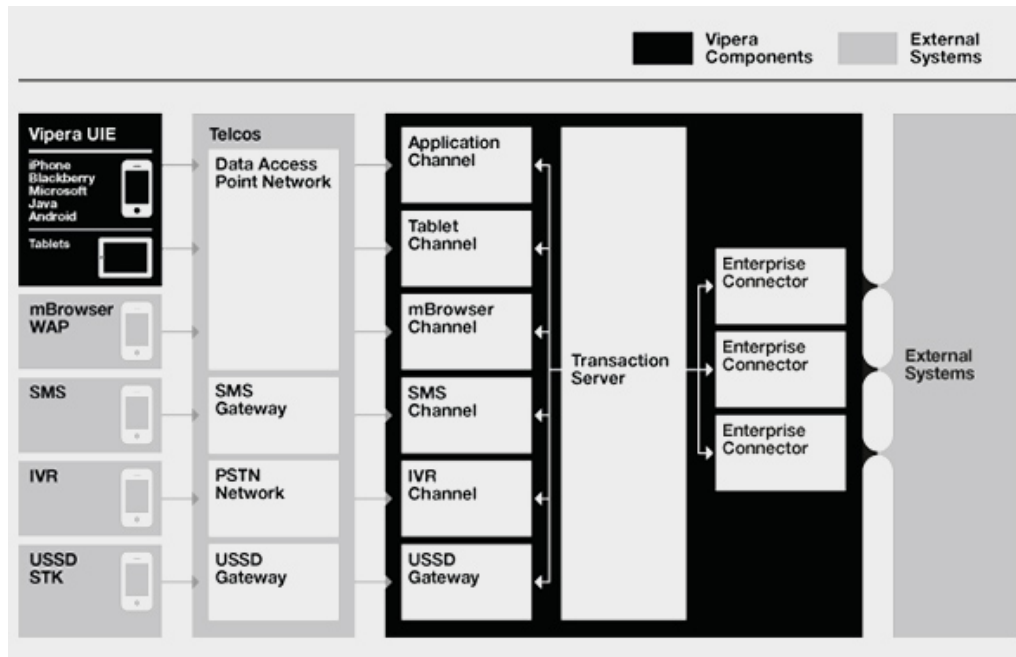 Vipera
Components
External
Systems
Vipera UIE
iPhone
Blackberry
Microsoft
Java
Android
Tablets
mBrowser
WAP
SMS
IVR
USSD
STK
Telcos
Data Access
Point Network
SMS
Gateway
PSTN
Network
USSD
Gateway
Application
Channel
Tablet
Channel
mBrowser
Channel
SMS
Channel
IVR
Channel
USSD
Gateway
Transaction
Server
Enterprise
Connector
Enterprise
Connector
Enterprise
Connector
External
Systems